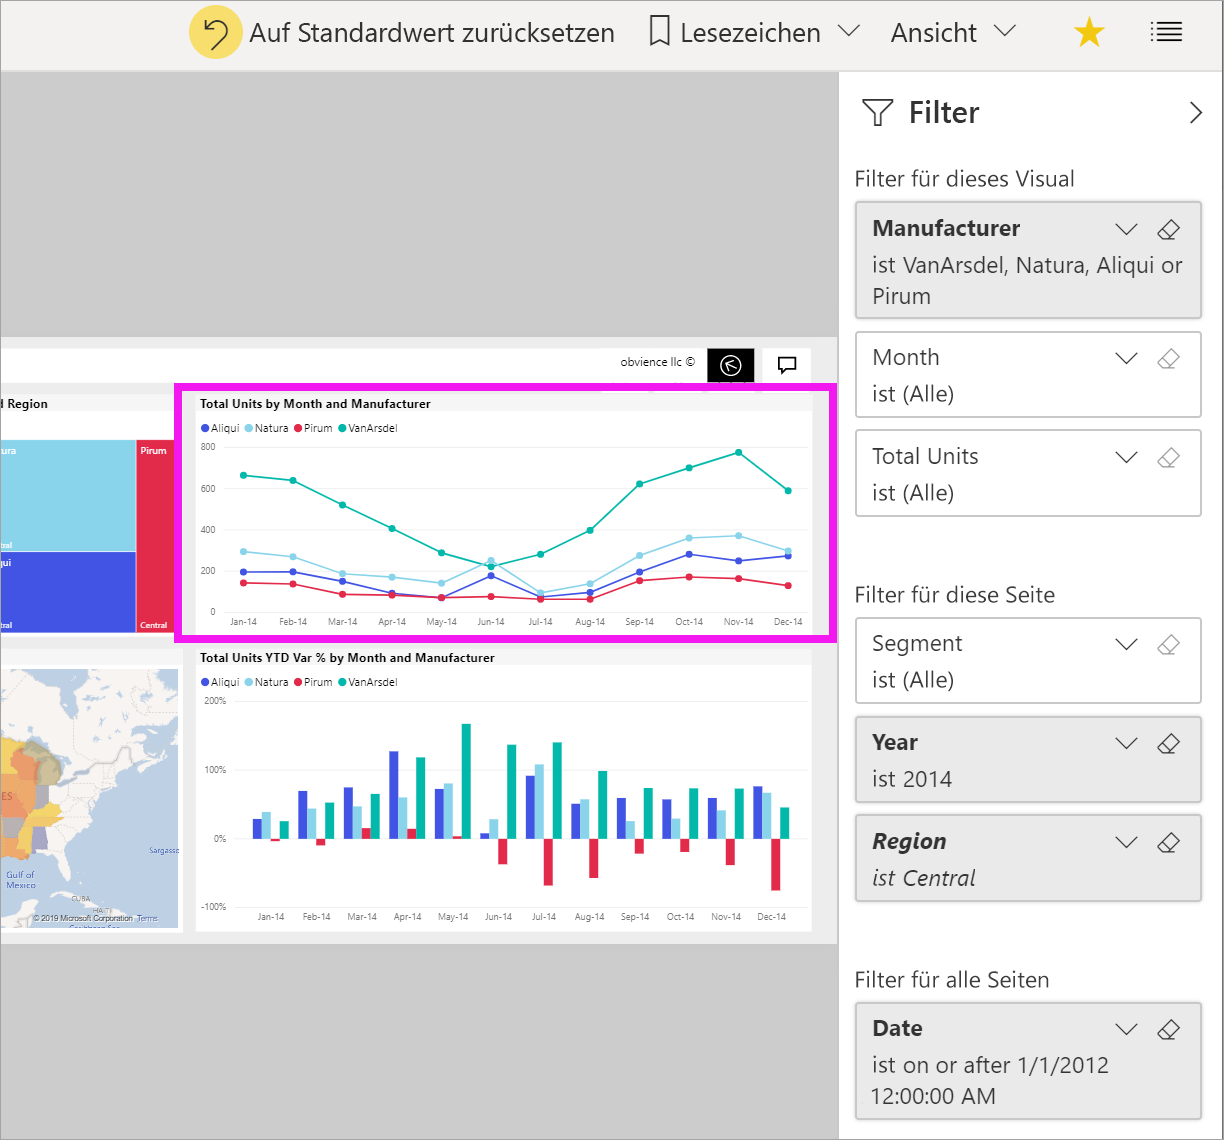 Auf Standardwert zurücksetzen Lesezeichen Ansicht
Filter
Filter für dieses Visual
Manufacturer
ist VanArsdel, Natura, Aliqui or
Pirum
Month
ist (Alle)
Total Units
ist (Alle)
Filter für diese Seite
Segment
ist (Alle)
Year
ist 2014
Region
ist Central
Filter für alle Seiten
Date
ist on or after 1/1/2012
12:00:00 AM
obvience llc ©
d Region
ura
Pirum
tral
qui
tral
Central
Total Units by Month and Manufacturer
Aliqui Natura Pirum VanArsdel
800
600
400
200
0
Jan-14 Feb-14 Mar-14 Apr-14 May-14 Jun-14 Jul-14 Aug-14 Sep-14 Oct-14 Nov-14 Dec-14
Total Units YTD Var % by Month and Manufacturer
Aliqui Natura Pirum VanArsdel
200%
100%
0%
-100%
Jan-14 Feb-14 Mar-14 Apr-14 May-14 Jun-14 Jul-14 Aug-14 Sep-14 Oct-14 Nov-14 Dec-14
ES
Sargasso
Gulf of
Mexico
CUBA
© 2019 Microsoft Corporation Terms